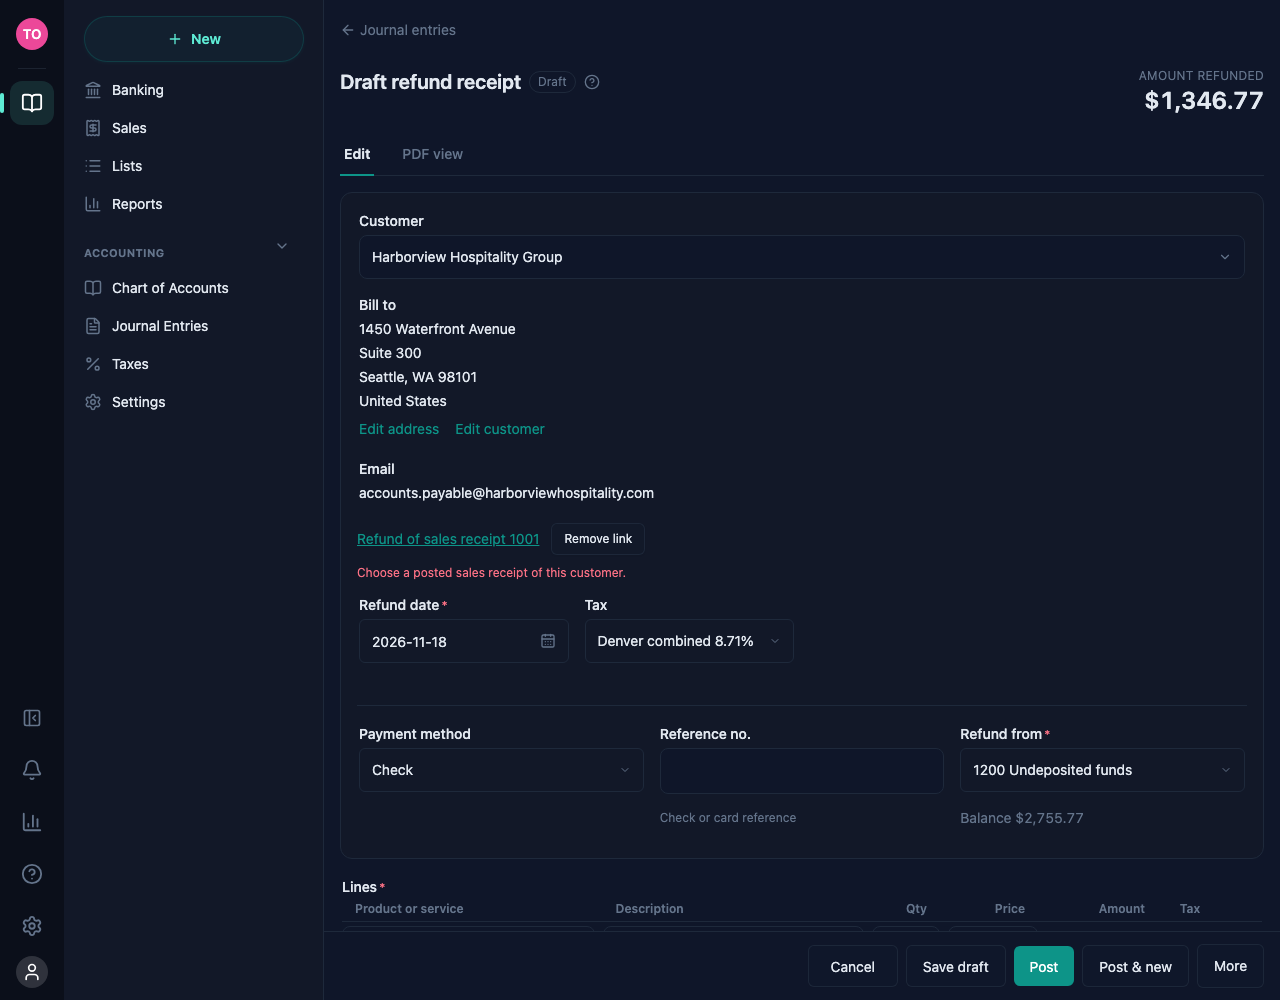 TO
New
Banking
Sales
Lists
Reports
ACCOUNTING
Chart of Accounts
Journal Entries
Taxes
Settings
Journal entries
Draft refund receipt Draft
AMOUNT REFUNDED
$1,346.77
Edit PDF view
Customer
Harborview Hospitality Group
Bill to
1450 Waterfront Avenue
Suite 300
Seattle, WA 98101
United States
Edit address Edit customer
Email
accounts.payable@harborviewhospitality.com
Refund of sales receipt 1001 Remove link
Choose a posted sales receipt of this customer.
Refund date * Tax
2026-11-18 Denver combined 8.71%
Payment method Reference no. Refund from *
Check 1200 Undeposited funds
Check or card reference Balance $2,755.77
Lines *
Product or service Description Qty Price Amount Tax
Cancel Save draft Post Post & new More